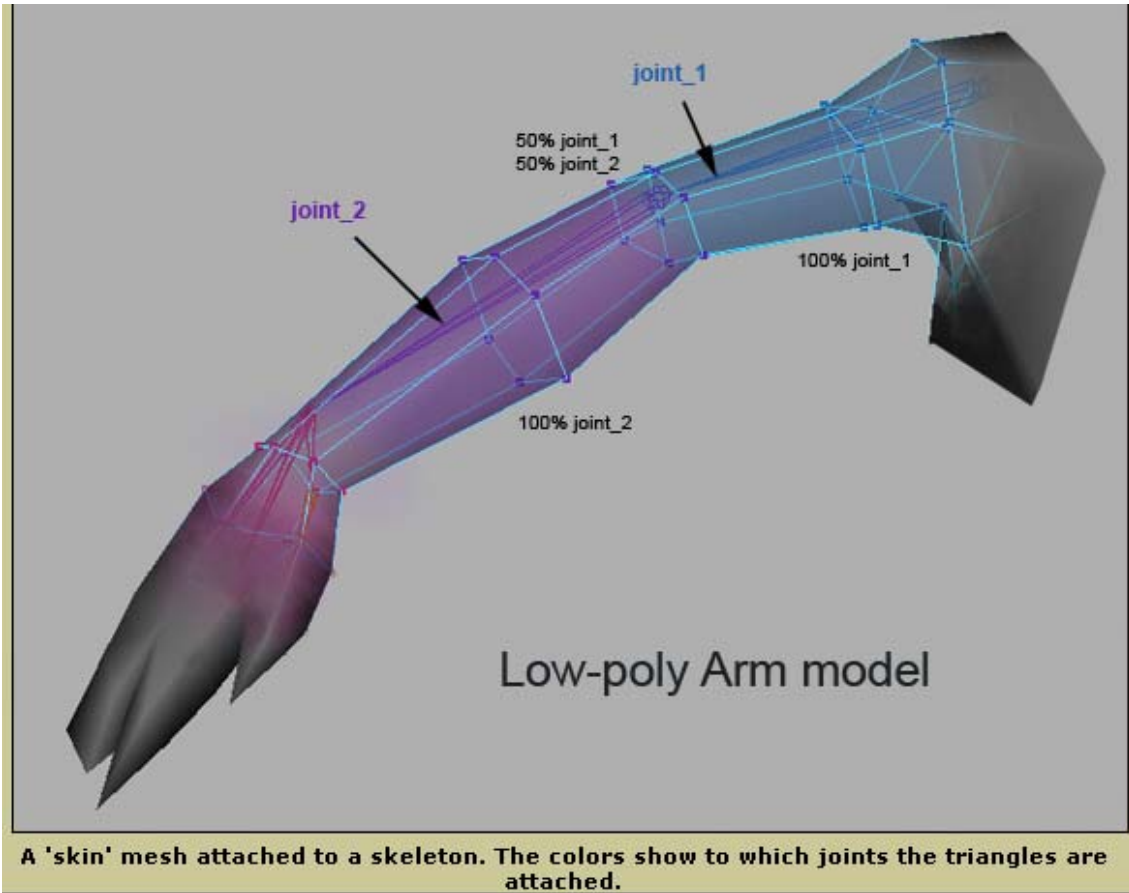 joint_1
50% joint_1
50% joint_2
joint_2
100% joint_1
100% joint_2
Low-poly Arm model
A 'skin' mesh attached to a skeleton. The colors show to which joints the triangles are
attached.